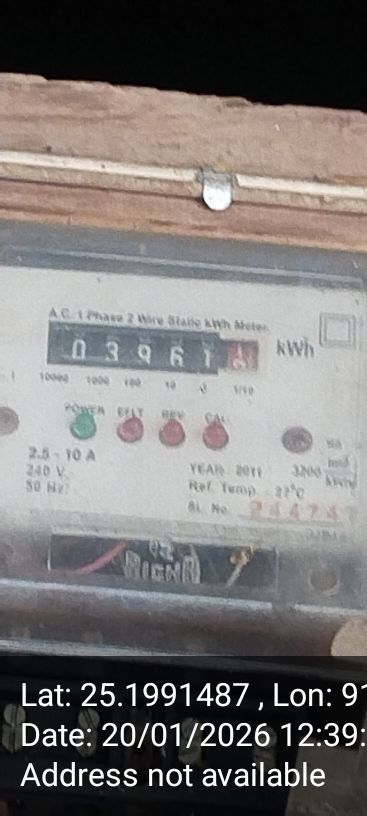 A.C. 1 Phase 2 Wire Static kWh Meter
0 3 9 6 1 kWh
10000 1000 100 10 1/10
POWER EFLT REV CAL
2.5 - 10 A
240 V
50 Hz
YEAR: 2011 3200
Ref. Temp. : 27°C
SL. No.
Lat: 25.1991487 , Lon: 91
Date: 20/01/2026 12:39:
Address not available